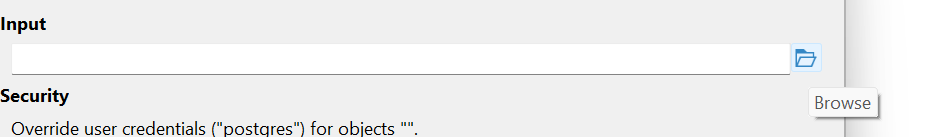 Input
Browse
Security
Override user credentials ("postgres") for objects "".